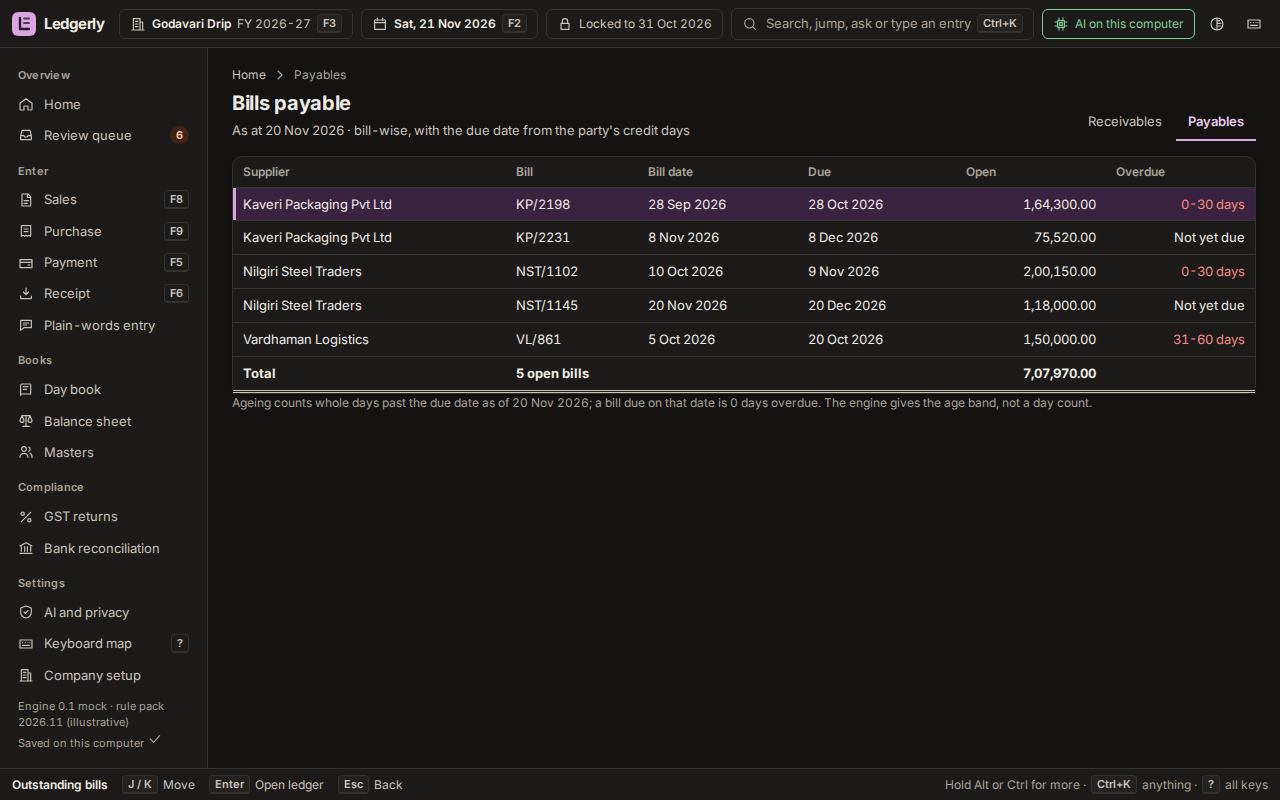 Ledgerly
Godavari Drip FY 2026-27 F3
Sat, 21 Nov 2026 F2
Locked to 31 Oct 2026
Search, jump, ask or type an entry Ctrl+K
AI on this computer
Overview
Home
Review queue 6
Enter
Sales F8
Purchase F9
Payment F5
Receipt F6
Plain-words entry
Books
Day book
Balance sheet
Masters
Compliance
GST returns
Bank reconciliation
Settings
AI and privacy
Keyboard map ?
Company setup
Engine 0.1 mock · rule pack
2026.11 (illustrative)
Saved on this computer
Home Payables
Bills payable
As at 20 Nov 2026 · bill-wise, with the due date from the party's credit days
Receivables Payables
Supplier Bill Bill date Due Open Overdue
Kaveri Packaging Pvt Ltd KP/2198 28 Sep 2026 28 Oct 2026 1,64,300.00 0-30 days
Kaveri Packaging Pvt Ltd KP/2231 8 Nov 2026 8 Dec 2026 75,520.00 Not yet due
Nilgiri Steel Traders NST/1102 10 Oct 2026 9 Nov 2026 2,00,150.00 0-30 days
Nilgiri Steel Traders NST/1145 20 Nov 2026 20 Dec 2026 1,18,000.00 Not yet due
Vardhaman Logistics VL/861 5 Oct 2026 20 Oct 2026 1,50,000.00 31-60 days
Total 5 open bills 7,07,970.00
Ageing counts whole days past the due date as of 20 Nov 2026; a bill due on that date is 0 days overdue. The engine gives the age band, not a day count.
Outstanding bills J / K Move Enter Open ledger Esc Back
Hold Alt or Ctrl for more · Ctrl+K anything · ? all keys